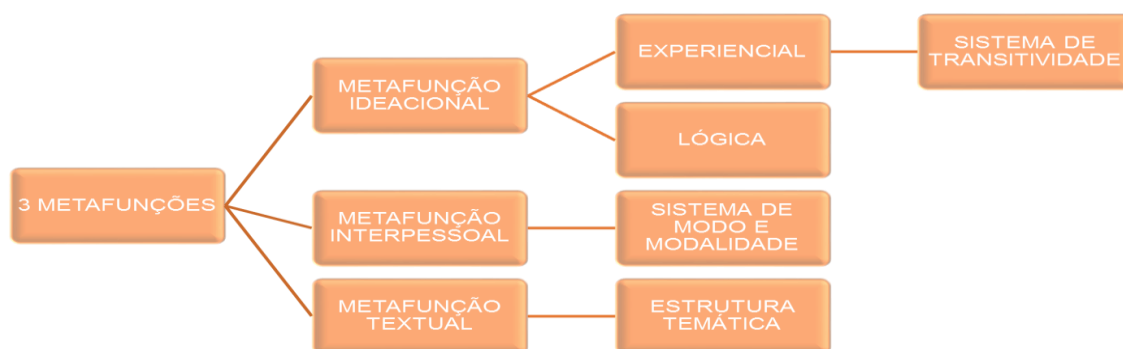 3 METAFUNÇÕES
METAFUNÇÃO
IDEACIONAL
EXPERIENCIAL
SISTEMA DE
TRANSITIVIDADE
LÓGICA
METAFUNÇÃO
INTERPESSOAL
SISTEMA DE
MODO E
MODALIDADE
METAFUNÇÃO
TEXTUAL
ESTRUTURA
TEMÁTICA